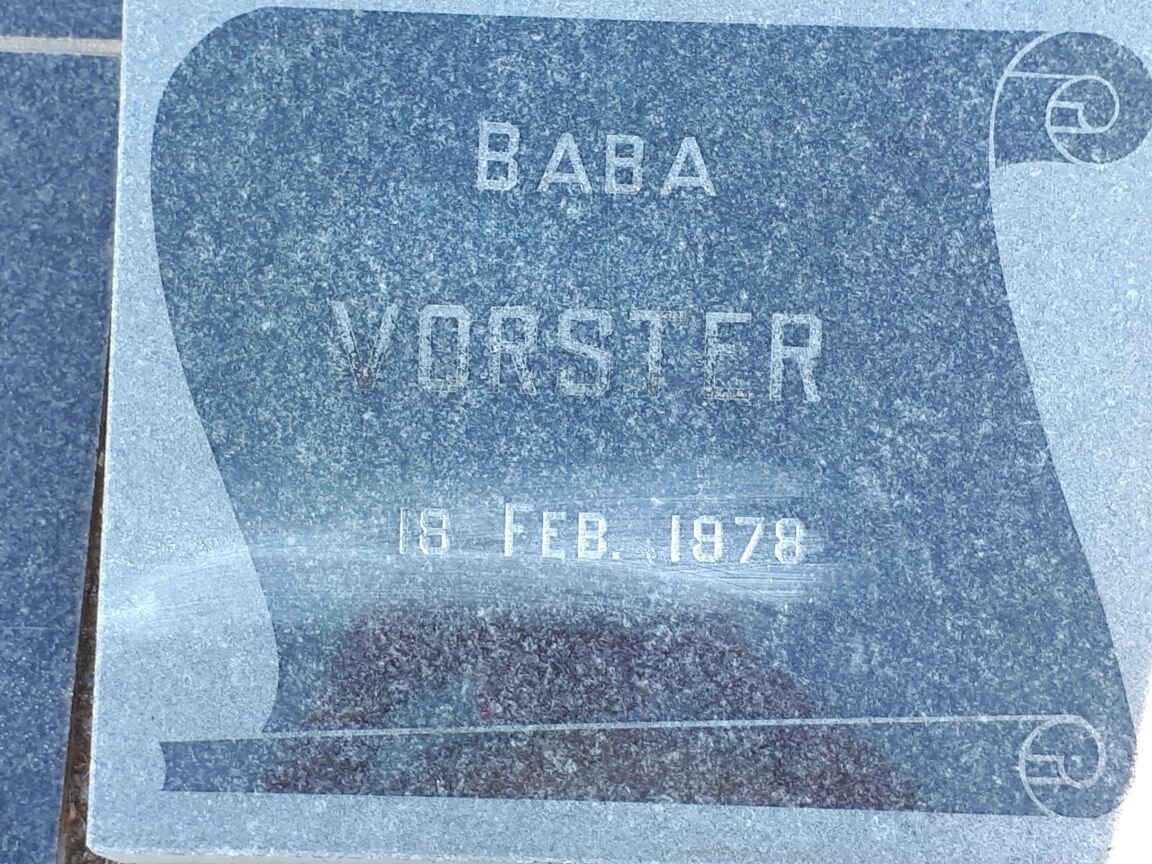 BABA
VORSTER
18 FEB. 1978